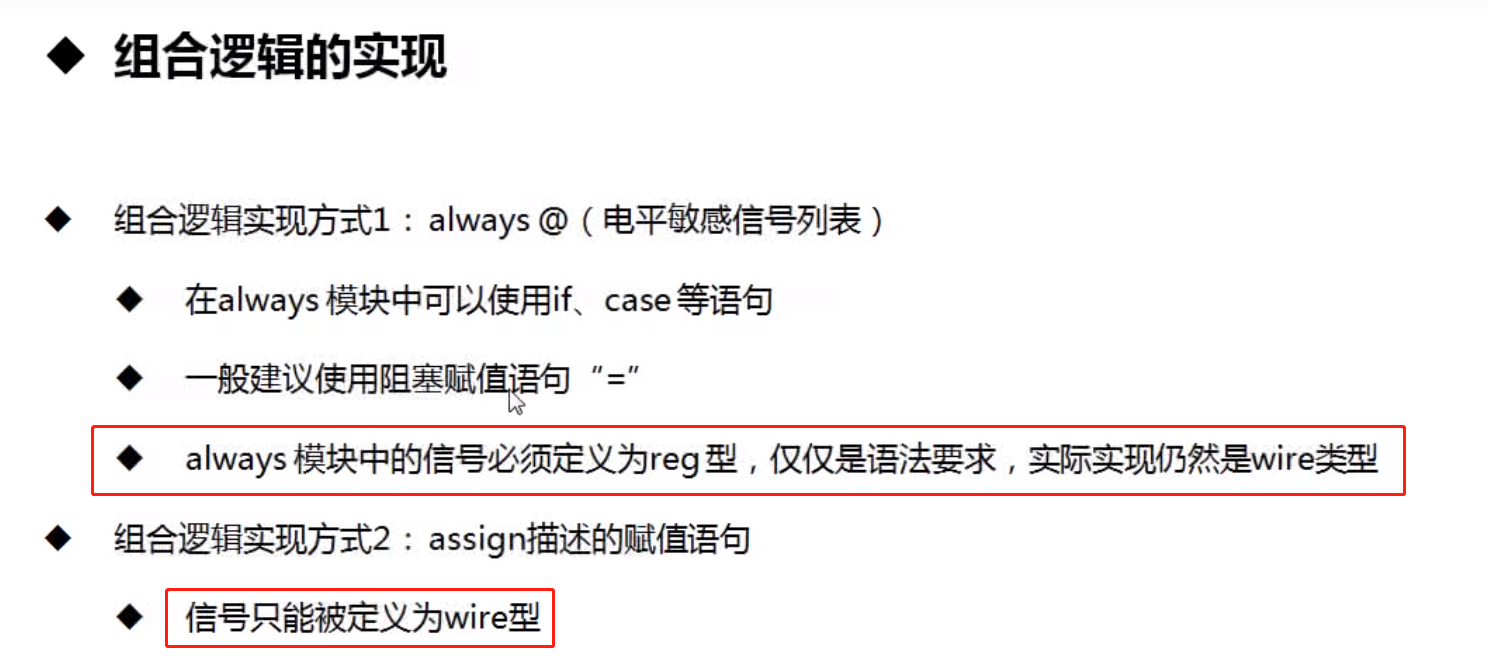 组合逻辑的实现
组合逻辑实现方式1：always @（电平敏感信号列表）
在always 模块中可以使用if、case 等语句
一般建议使用阻塞赋值语句“=”
always 模块中的信号必须定义为reg 型，仅仅是语法要求，实际实现仍然是wire类型
组合逻辑实现方式2：assign描述的赋值语句
信号只能被定义为wire型